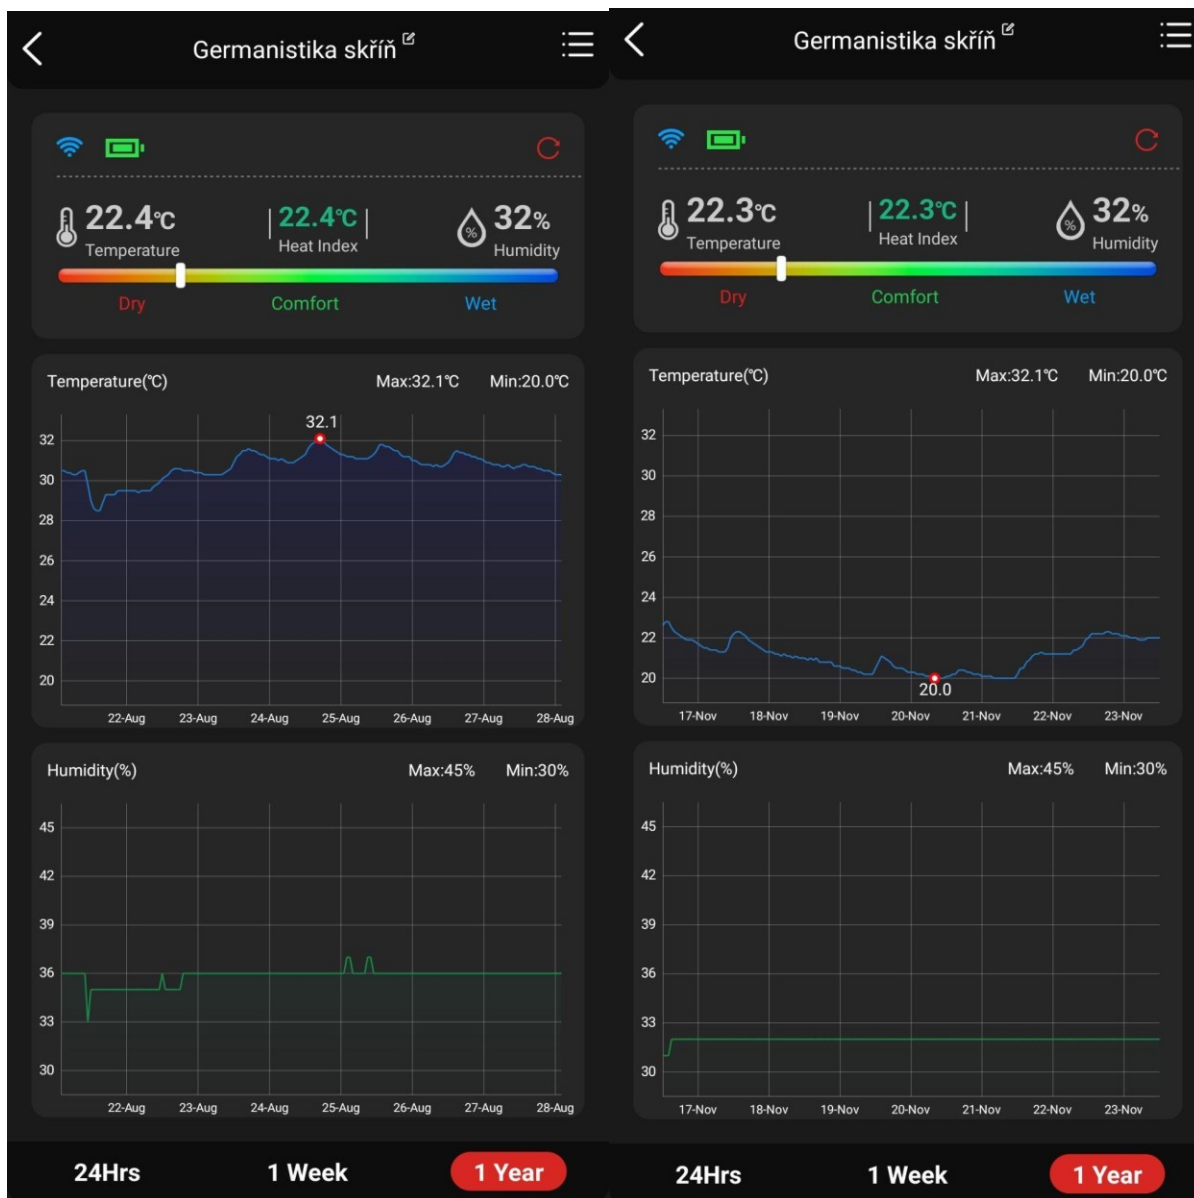 Germanistika skříň
22.4℃
Temperature
22.4℃
Heat Index
%
32%
Humidity
Dry
Comfort
Wet
Temperature(℃)
Max:32.1℃
Min:20.0℃
32.1
32
30
28
26
24
22
20
22-Aug
23-Aug
24-Aug
25-Aug
26-Aug
27-Aug
28-Aug
Humidity(%)
Max:45%
Min:30%
45
42
39
36
33
30
22-Aug
23-Aug
24-Aug
25-Aug
26-Aug
27-Aug
28-Aug
24Hrs
1 Week
1 Year
Germanistika skříň
22.3℃
Temperature
22.3℃
Heat Index
%
32%
Humidity
Dry
Comfort
Wet
Temperature(℃)
Max:32.1℃
Min:20.0℃
32
30
28
26
24
22
20
20.0
17-Nov
18-Nov
19-Nov
20-Nov
21-Nov
22-Nov
23-Nov
Humidity(%)
Max:45%
Min:30%
45
42
39
36
33
30
17-Nov
18-Nov
19-Nov
20-Nov
21-Nov
22-Nov
23-Nov
24Hrs
1 Week
1 Year